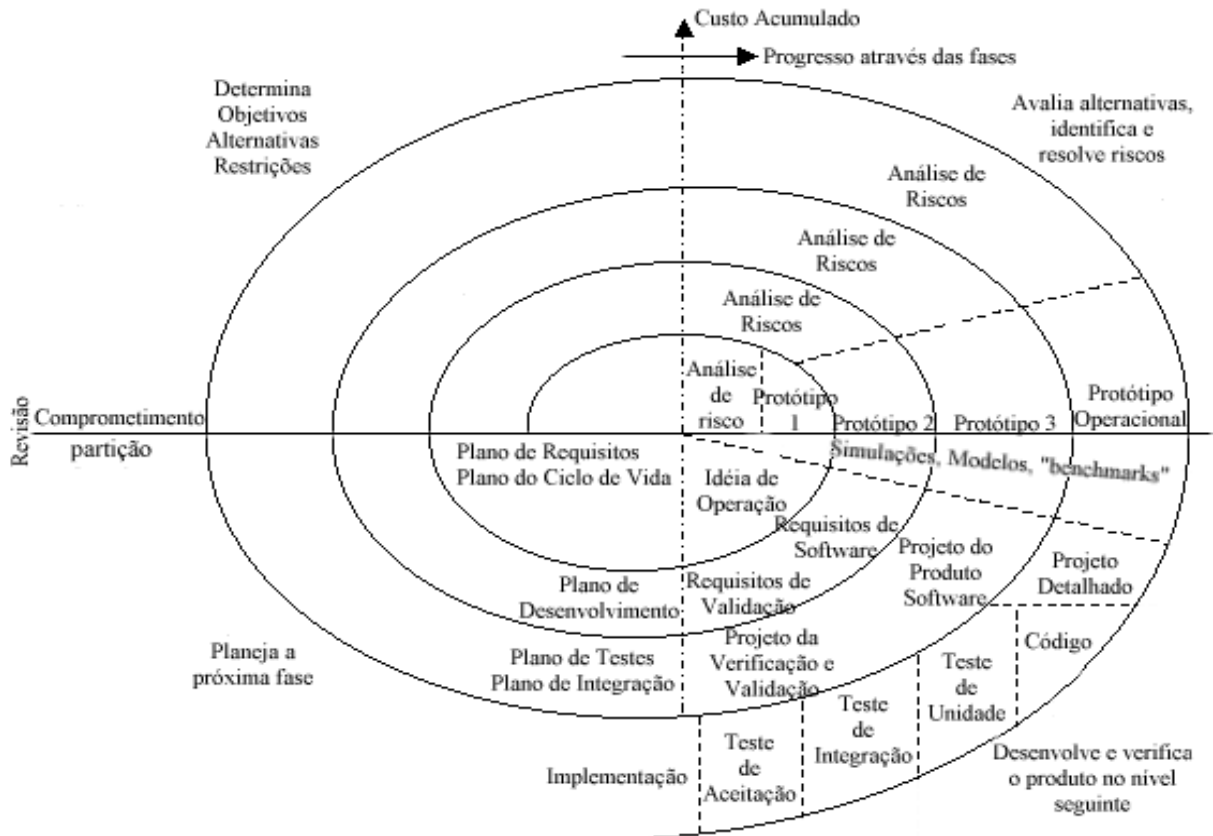 Custo Acumulado
Progresso através das fases
Determina
Objetivos
Alternativas
Restrições
Avalia alternativas,
identifica e
resolve riscos
Análise de
Riscos
Análise de
Riscos
Análise de
Riscos
Análise
de
risco
Protótipo
1
Protótipo 2
Protótipo 3
Protótipo
Operacional
Revisão
Comprometimento
partição
Simulações, Modelos, "benchmarks"
Plano de Requisitos
Plano do Ciclo de Vida
Idéia de
Operação
Requisitos de
Software
Projeto do
Produto
Software
Projeto
Detalhado
Plano de
Desenvolvimento
Requisitos de
Validação
Código
Planeja a
próxima fase
Plano de Testes
Plano de Integração
Projeto da
Verificação e
Validação
Teste
de
Unidade
Teste
de
Integração
Teste
de
Aceitação
Implementação
Desenvolve e verifica
o produto no nível
seguinte